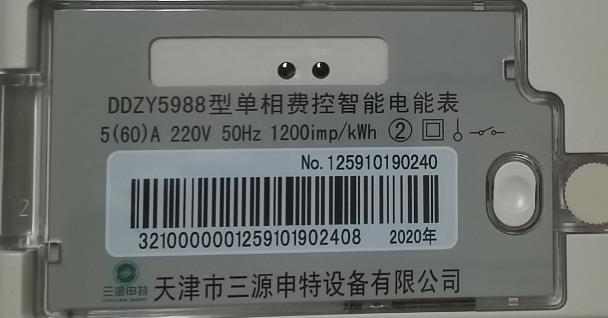 DDZY5988型单相费控智能电能表
5(60)A 220V 50Hz 1200imp/kWh ②
No. 125910190240
3210000001259101902408 2020年
三源申特
天津市三源申特设备有限公司
2